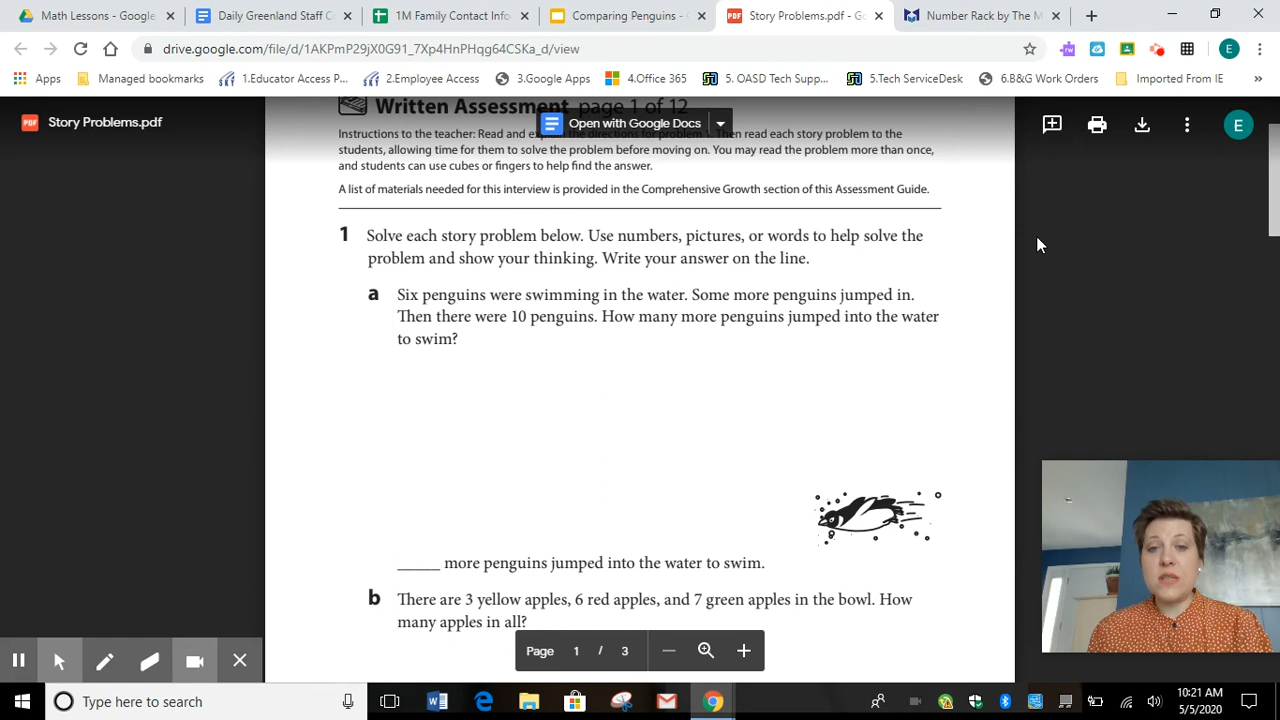 Math Lessons - Google
Daily Greenland Staff C
1M Family Contact Info
Comparing Penguins - G
Story Problems.pdf - Go
Number Rack by The M
drive.google.com/file/d/1AKPmP29jX0G91_7Xp4HnPHqg64CSKa_d/view
E
Apps
Managed bookmarks
1.Educator Access P...
2.Employee Access
3.Google Apps
4.Office 365
5. OASD Tech Supp...
5.Tech ServiceDesk
6.B&G Work Orders
Imported From IE
»
PDF Story Problems.pdf
Open with Google Docs
E
Written Assessment page 1 of 12
Instructions to the teacher: Read and explain the directions for problem 1. Then read each story problem to the
students, allowing time for them to solve the problem before moving on. You may read the problem more than once,
and students can use cubes or fingers to help find the answer.
A list of materials needed for this interview is provided in the Comprehensive Growth section of this Assessment Guide.
1 Solve each story problem below. Use numbers, pictures, or words to help solve the
problem and show your thinking. Write your answer on the line.
a Six penguins were swimming in the water. Some more penguins jumped in.
Then there were 10 penguins. How many more penguins jumped into the water
to swim?
_____ more penguins jumped into the water to swim.
b There are 3 yellow apples, 6 red apples, and 7 green apples in the bowl. How
many apples in all?
Page 1 / 3
Type here to search
10:21 AM
5/5/2020